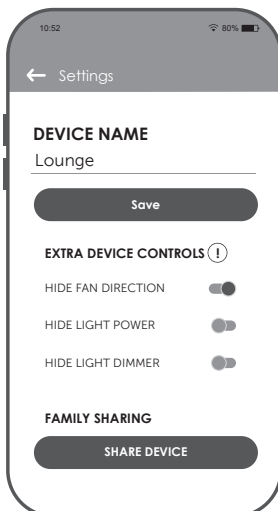 10:52 80%
Settings
DEVICE NAME
Lounge
Save
EXTRA DEVICE CONTROLS !
HIDE FAN DIRECTION
HIDE LIGHT POWER
HIDE LIGHT DIMMER
FAMILY SHARING
SHARE DEVICE